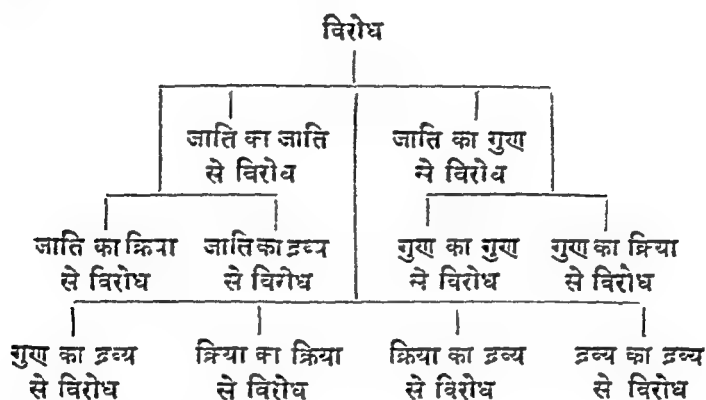 विरोध
जाति का जाति जाति का गुण
से विरोध से विरोध
जाति का क्रिया जाति का द्रव्य गुण का गुण गुण का क्रिया
से विरोध से विरोध से विरोध से विरोध
गुण का द्रव्य क्रिया का क्रिया क्रिया का द्रव्य द्रव्य का द्रव्य
से विरोध से विरोध से विरोध से विरोध